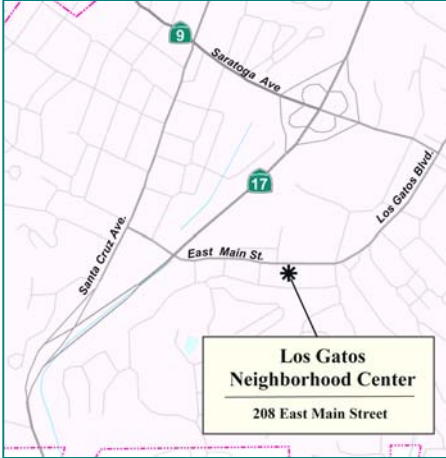 9
Saratoga Ave
17
Los Gatos Blvd.
Santa Cruz Ave.
East Main St.
Los Gatos
Neighborhood Center
208 East Main Street